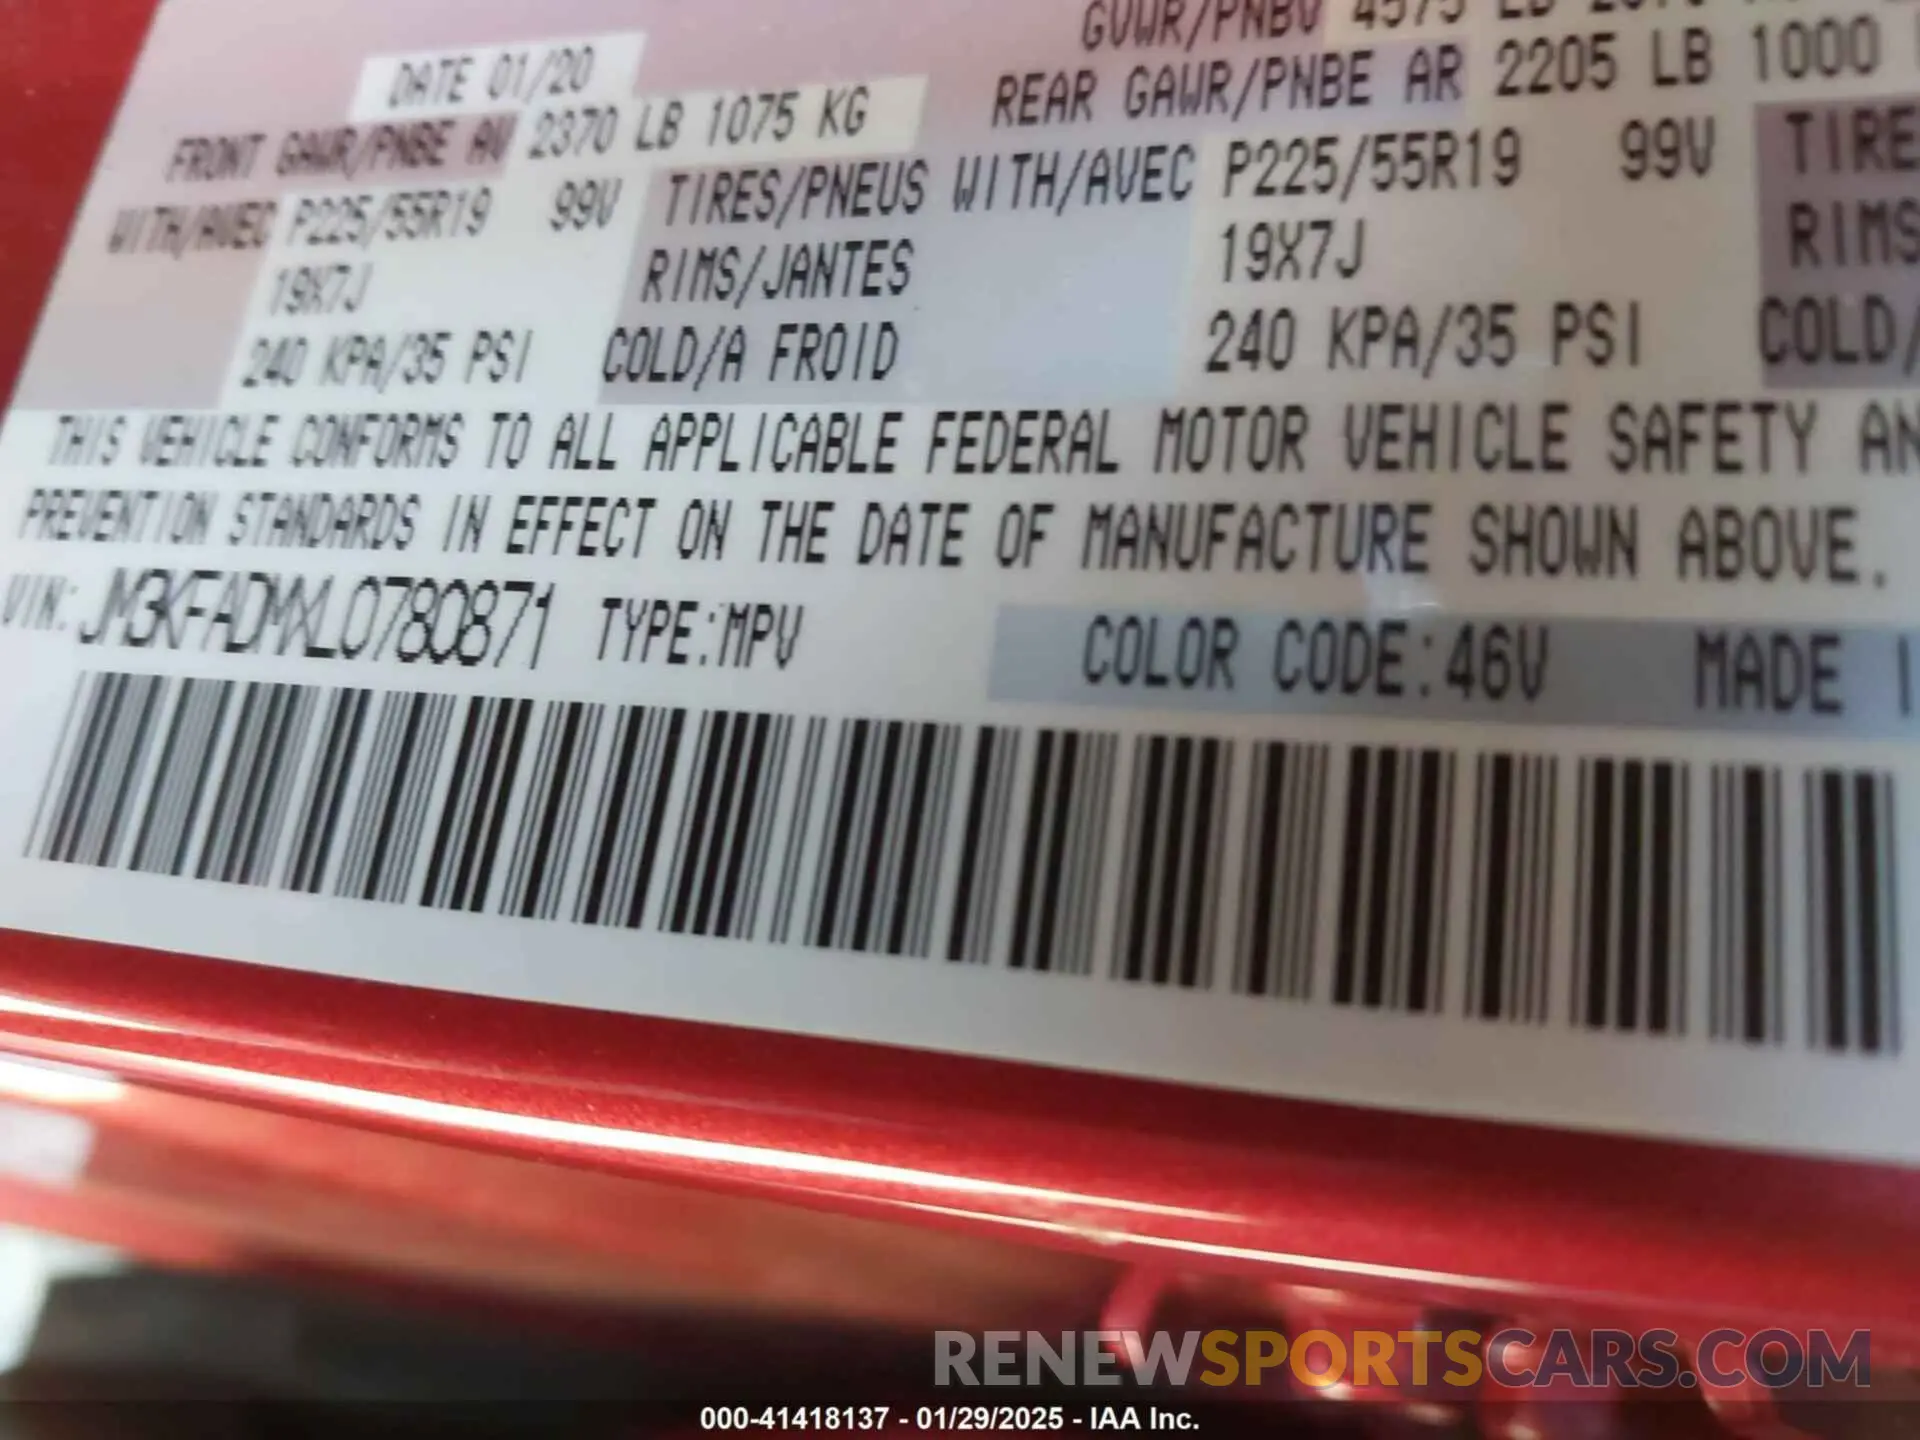 GVWR/PNBV 4575 LB
DATE 01/20
FRONT GAWR/PNBE AV 2370 LB 1075 KG REAR GAWR/PNBE AR 2205 LB 1000
WITH/AVEC P225/55R19 99V TIRES/PNEUS WITH/AVEC P225/55R19 99V TIRE
19X7J RIMS/JANTES 19X7J RIMS
240 KPA/35 PSI COLD/A FROID 240 KPA/35 PSI COLD/
THIS VEHICLE CONFORMS TO ALL APPLICABLE FEDERAL MOTOR VEHICLE SAFETY AN
PREVENTION STANDARDS IN EFFECT ON THE DATE OF MANUFACTURE SHOWN ABOVE.
VIN: JM3KFADMXL0780871 TYPE:MPV COLOR CODE:46V MADE I
RENEWSPORTSCARS.COM
000-41418137 - 01/29/2025 - IAA Inc.